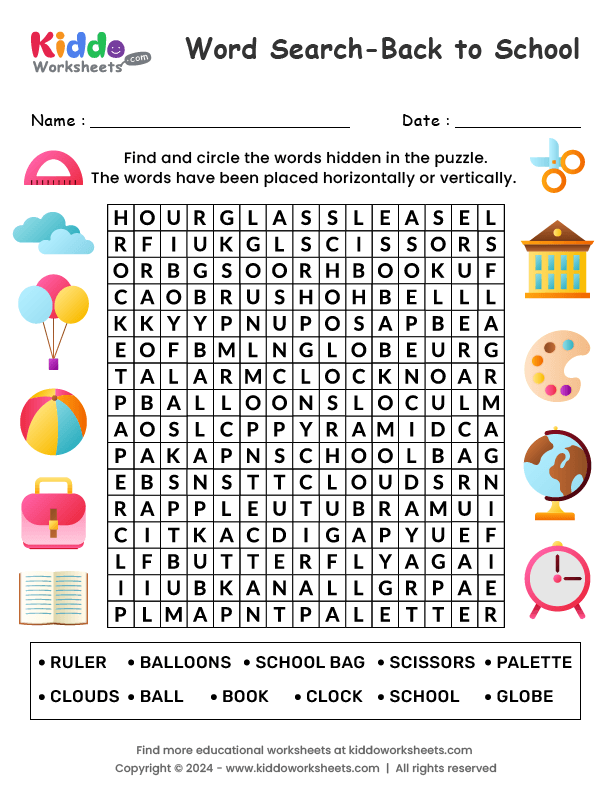 Kiddo
Worksheets.com
Word Search-Back to School
Name :
Date :
Find and circle the words hidden in the puzzle.
The words have been placed horizontally or vertically.
H O U R G L A S S L E A S E L
R F I U K G L S C I S S O R S
O R B G S O O R H B O O K U F
C A O B R U S H O H B E L L L
K K Y Y P N U P O S A P B E A
E O F B M L N G L O B E U R G
T A L A R M C L O C K N O A R
P B A L L O O N S L O C U L M
A O S L C P P Y R A M I D C A
P A K A P N S C H O O L B A G
E B S N S T T C L O U D S R N
R A P P L E U T U B R A M U I
C I T K A C D I G A P Y U E F
L F B U T T E R F L Y A G A I
I I U B K A N A L L G R P A E
P L M A P N T P A L E T T E R
• RULER • BALLOONS • SCHOOL BAG • SCISSORS • PALETTE
• CLOUDS • BALL • BOOK • CLOCK • SCHOOL • GLOBE
Find more educational worksheets at kiddoworksheets.com
Copyright © 2024 - www.kiddoworksheets.com | All rights reserved